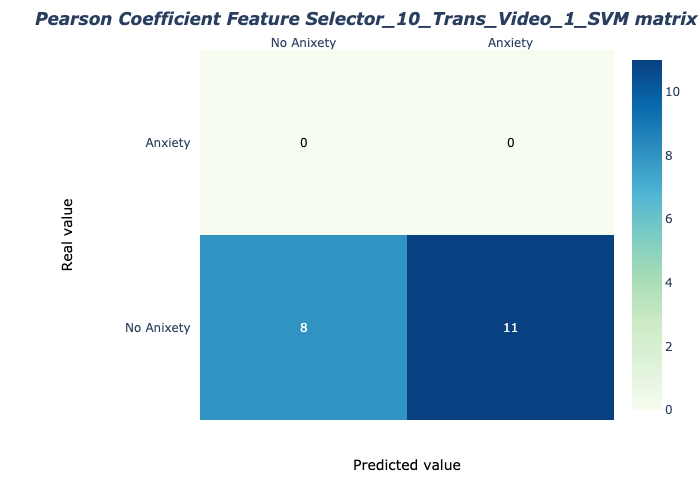 Pearson Coefficient Feature Selector_10_Trans_Video_1_SVM matrix
No Anixety
Anxiety
Anxiety
0
0
No Anixety
8
11
Real value
Predicted value
10
8
6
4
2
0